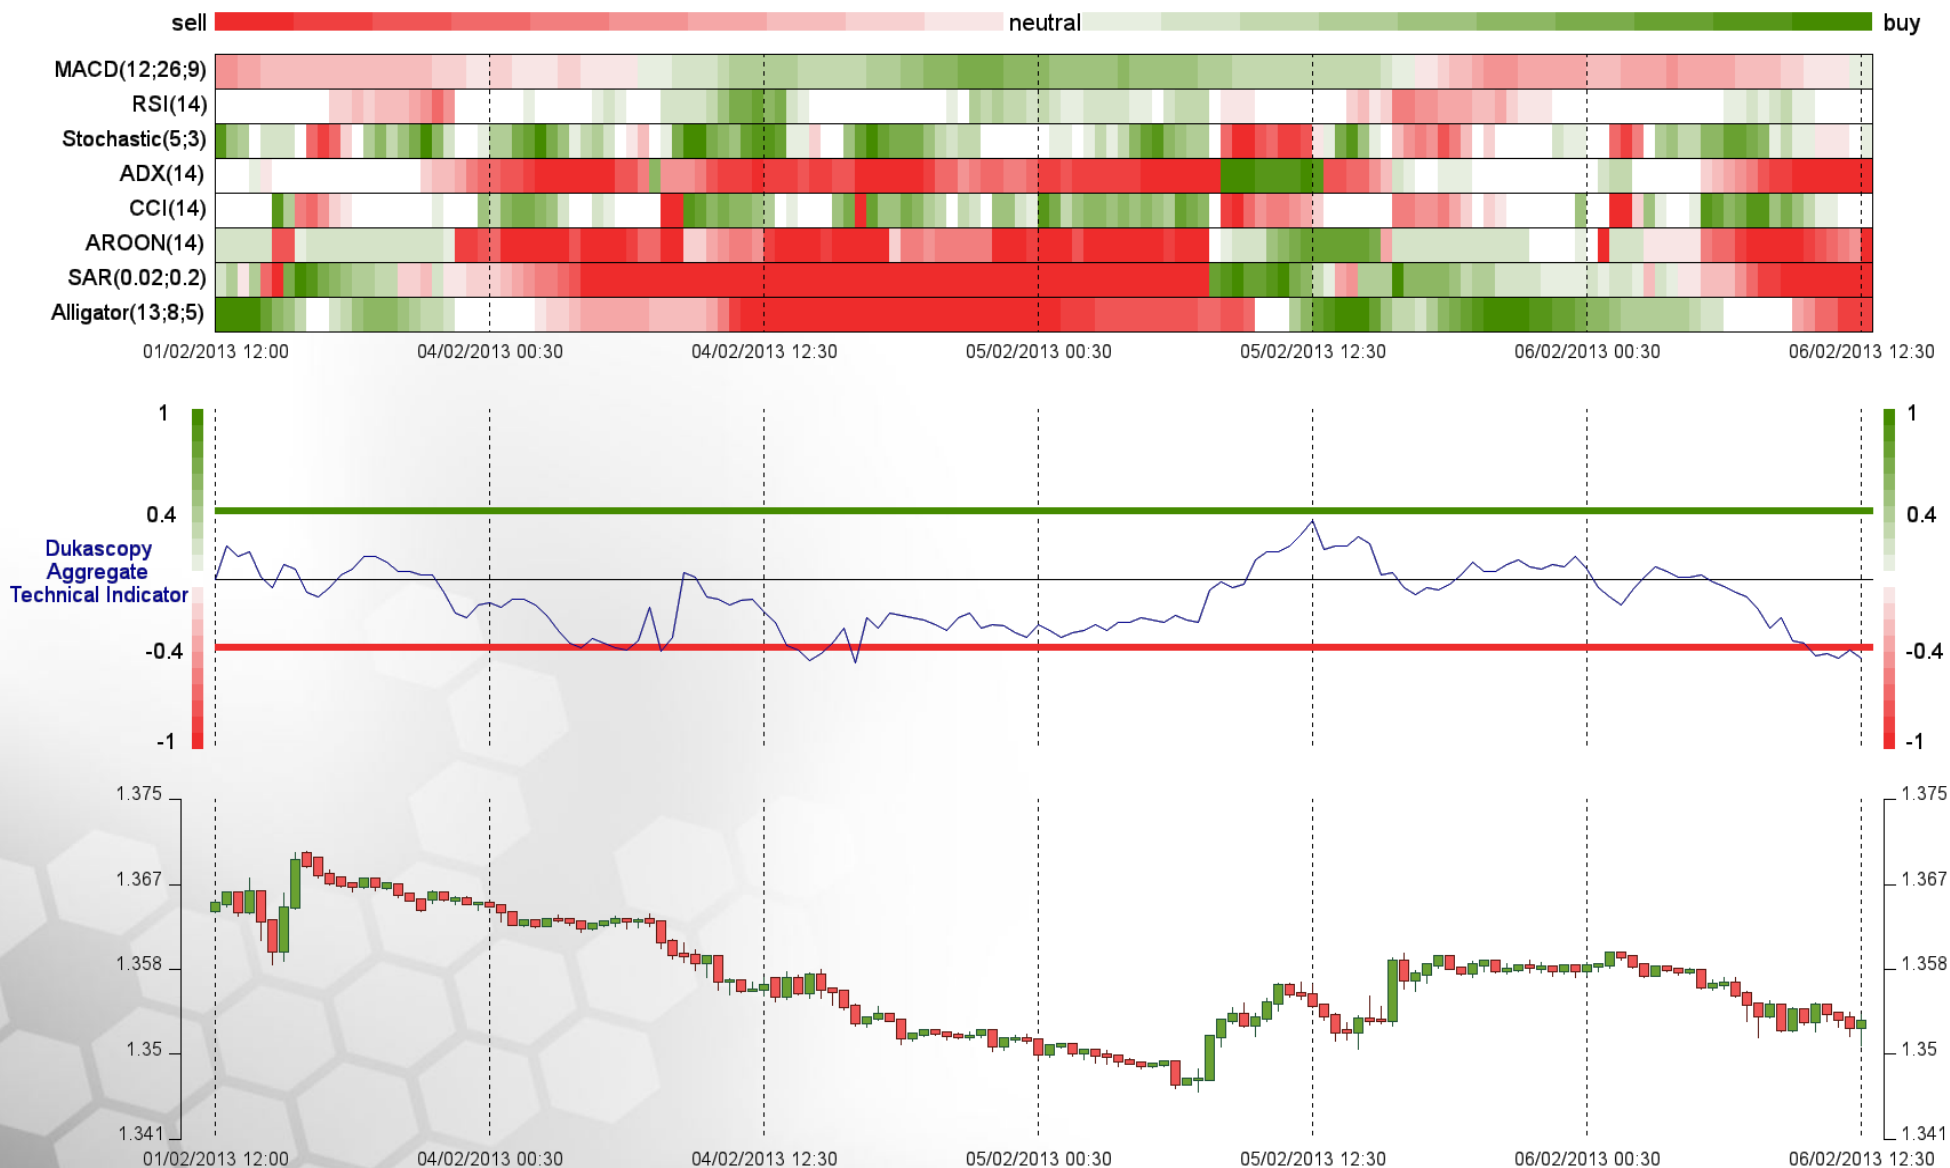 sell neutral buy
MACD(12;26;9)
RSI(14)
Stochastic(5;3)
ADX(14)
CCI(14)
AROON(14)
SAR(0.02;0.2)
Alligator(13;8;5)
01/02/2013 12:00 04/02/2013 00:30 04/02/2013 12:30 05/02/2013 00:30 05/02/2013 12:30 06/02/2013 00:30 06/02/2013 12:30
1 1
0.4 0.4
Dukascopy
Aggregate
Technical Indicator
-0.4 -0.4
-1 -1
1.375 1.375
1.367 1.367
1.358 1.358
1.35 1.35
1.341 1.341
01/02/2013 12:00 04/02/2013 00:30 04/02/2013 12:30 05/02/2013 00:30 05/02/2013 12:30 06/02/2013 00:30 06/02/2013 12:30